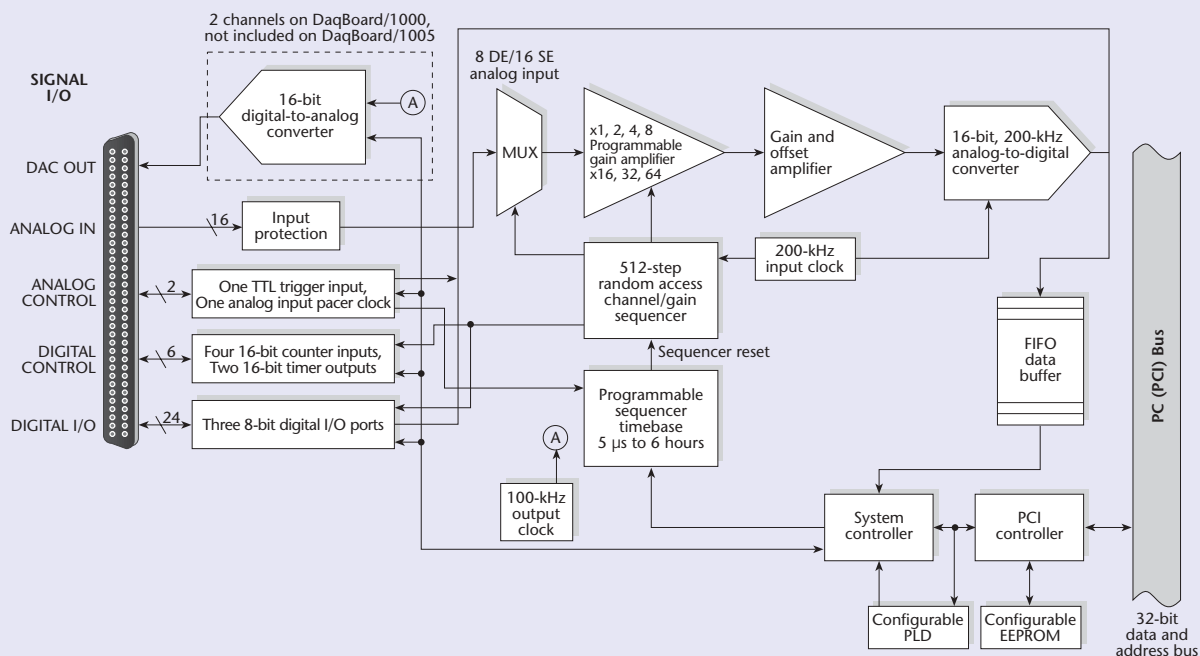 2 channels on DaqBoard/1000,
not included on DaqBoard/1005
SIGNAL
I/O
16-bit
digital-to-analog
converter
A
8 DE/16 SE
analog input
MUX
x1, 2, 4, 8
Programmable
gain amplifier
x16, 32, 64
Gain and
offset
amplifier
16-bit, 200-kHz
analog-to-digital
converter
DAC OUT
ANALOG IN
16
Input
protection
200-kHz
input clock
512-step
random access
channel/gain
sequencer
ANALOG
CONTROL
2
One TTL trigger input,
One analog input pacer clock
DIGITAL
CONTROL
6
Four 16-bit counter inputs,
Two 16-bit timer outputs
Sequencer reset
FIFO
data
buffer
PC (PCI) Bus
DIGITAL I/O
24
Three 8-bit digital I/O ports
Programmable
sequencer
timebase
5 µs to 6 hours
A
100-kHz
output
clock
System
controller
PCI
controller
Configurable
PLD
Configurable
EEPROM
32-bit
data and
address bus